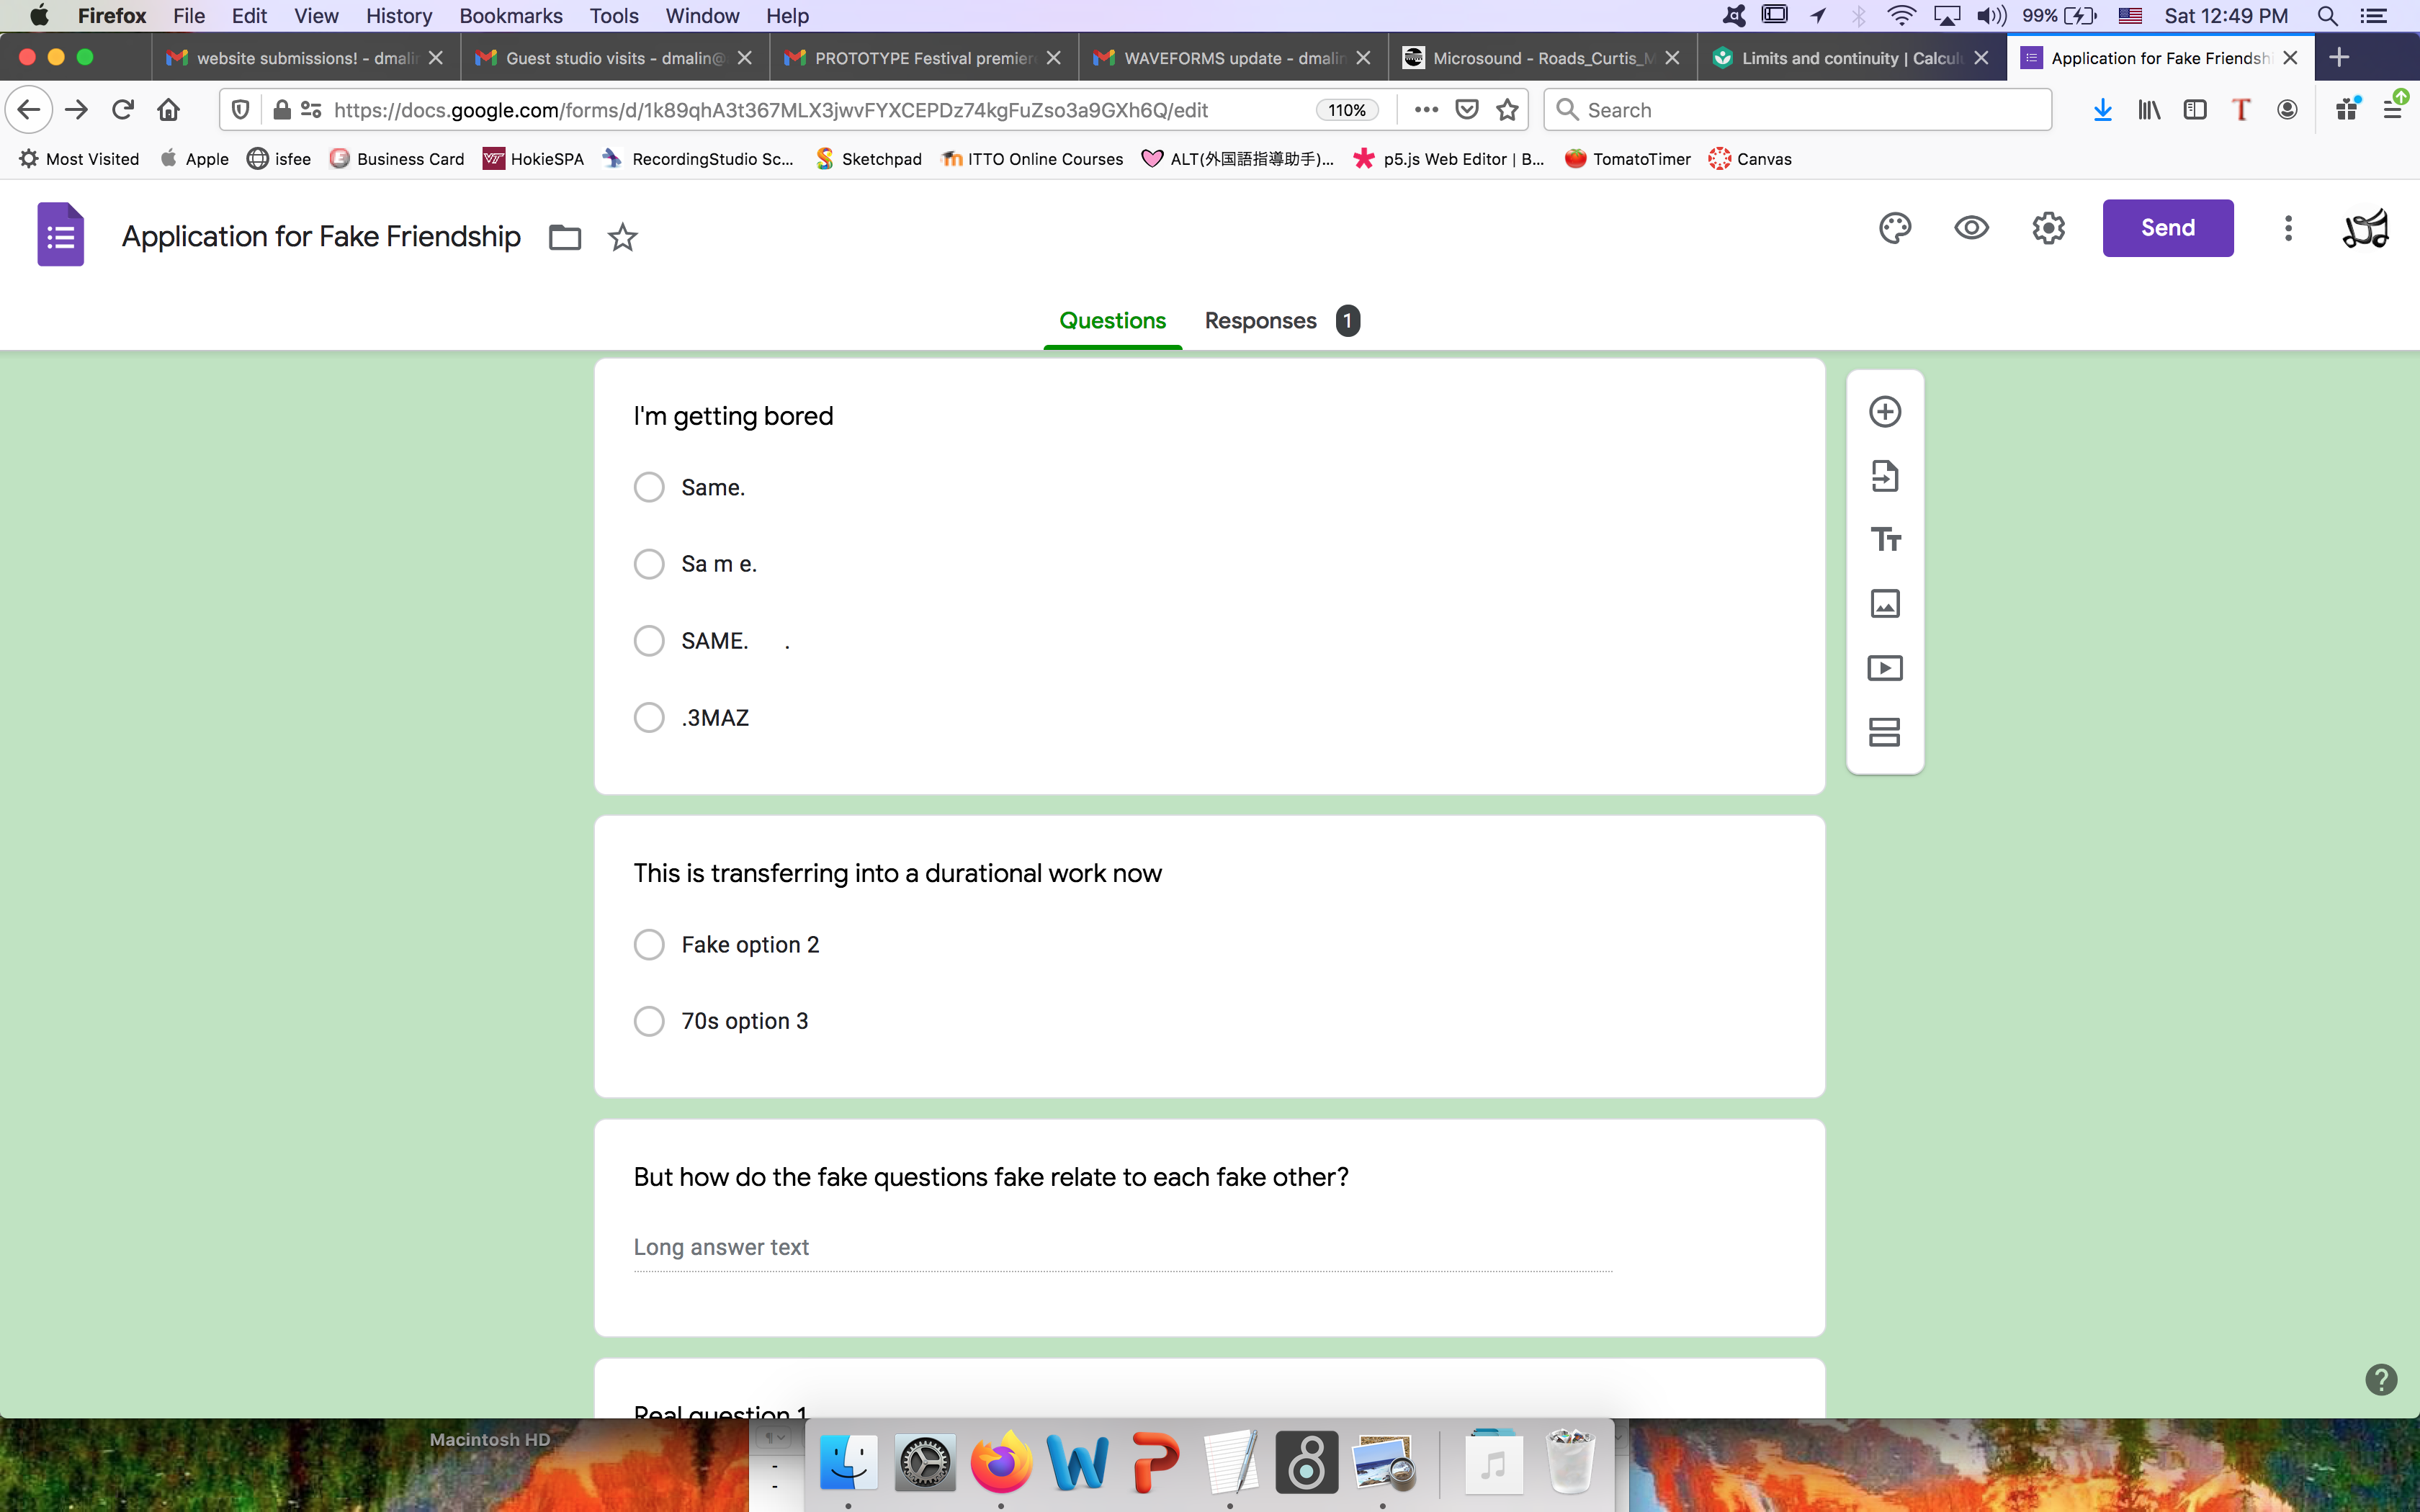 Firefox File Edit View History Bookmarks Tools Window Help 99% Sat 12:49 PM
website submissions! - dmalin Guest studio visits - dmalin@ PROTOTYPE Festival premier WAVEFORMS update - dmalin Microsound - Roads_Curtis_M Limits and continuity | Calcul Application for Fake Friendsh
https://docs.google.com/forms/d/1k89qhA3t367MLX3jwvFYXCEPDz74kgFuZso3a9GXh6Q/edit 110% Search
Most Visited Apple isfee Business Card HokieSPA RecordingStudio Sc... Sketchpad ITTO Online Courses ALT(外国語指導助手)... p5.js Web Editor | B... TomatoTimer Canvas
Application for Fake Friendship Send
Questions Responses 1
I'm getting bored
Same.
Sa m e.
SAME. .
.3MAZ
This is transferring into a durational work now
Fake option 2
70s option 3
But how do the fake questions fake relate to each fake other?
Long answer text
Real question 1
Macintosh HD